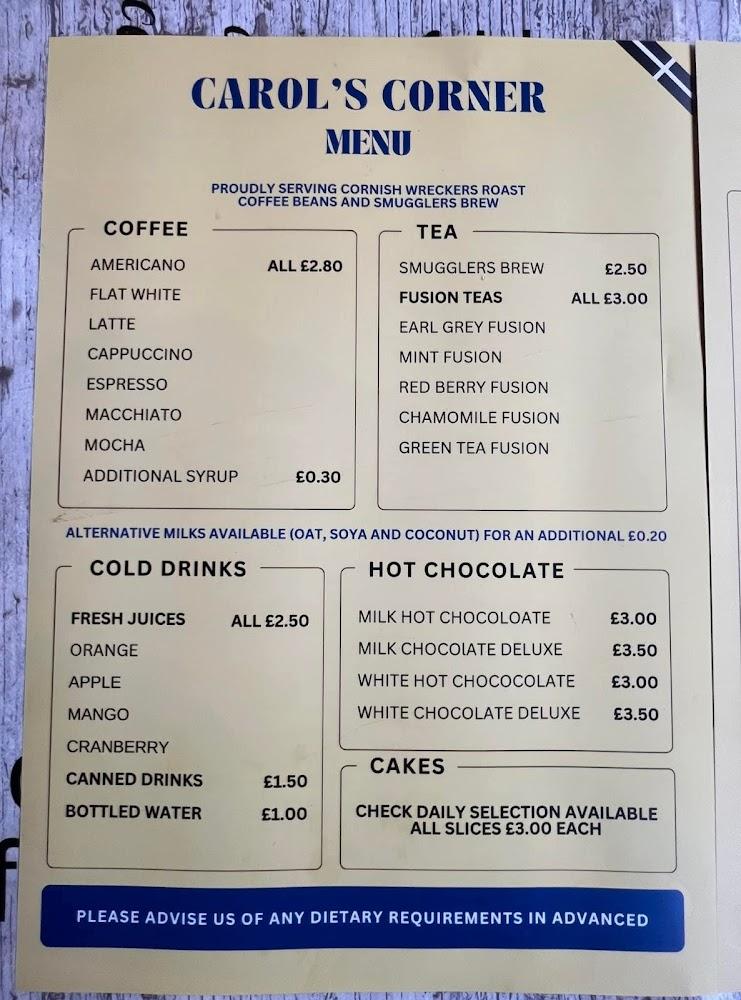 CAROL'S CORNER
MENU
PROUDLY SERVING CORNISH WRECKERS ROAST
COFFEE BEANS AND SMUGGLERS BREW
COFFEE
AMERICANO ALL £2.80
FLAT WHITE
LATTE
CAPPUCCINO
ESPRESSO
MACCHIATO
MOCHA
ADDITIONAL SYRUP £0.30
TEA
SMUGGLERS BREW £2.50
FUSION TEAS ALL £3.00
EARL GREY FUSION
MINT FUSION
RED BERRY FUSION
CHAMOMILE FUSION
GREEN TEA FUSION
ALTERNATIVE MILKS AVAILABLE (OAT, SOYA AND COCONUT) FOR AN ADDITIONAL £0.20
COLD DRINKS
FRESH JUICES ALL £2.50
ORANGE
APPLE
MANGO
CRANBERRY
CANNED DRINKS £1.50
BOTTLED WATER £1.00
HOT CHOCOLATE
MILK HOT CHOCOLOATE £3.00
MILK CHOCOlATE DELUXE £3.50
WHITE HOT CHOCOCOLATE £3.00
WHITE CHOCOLATE DELUXE £3.50
CAKES
CHECK DAILY SELECTION AVAILABLE
ALL SLICES £3.00 EACH
PLEASE ADVISE US OF ANY DIETARY REQUIREMENTS IN ADVANCED